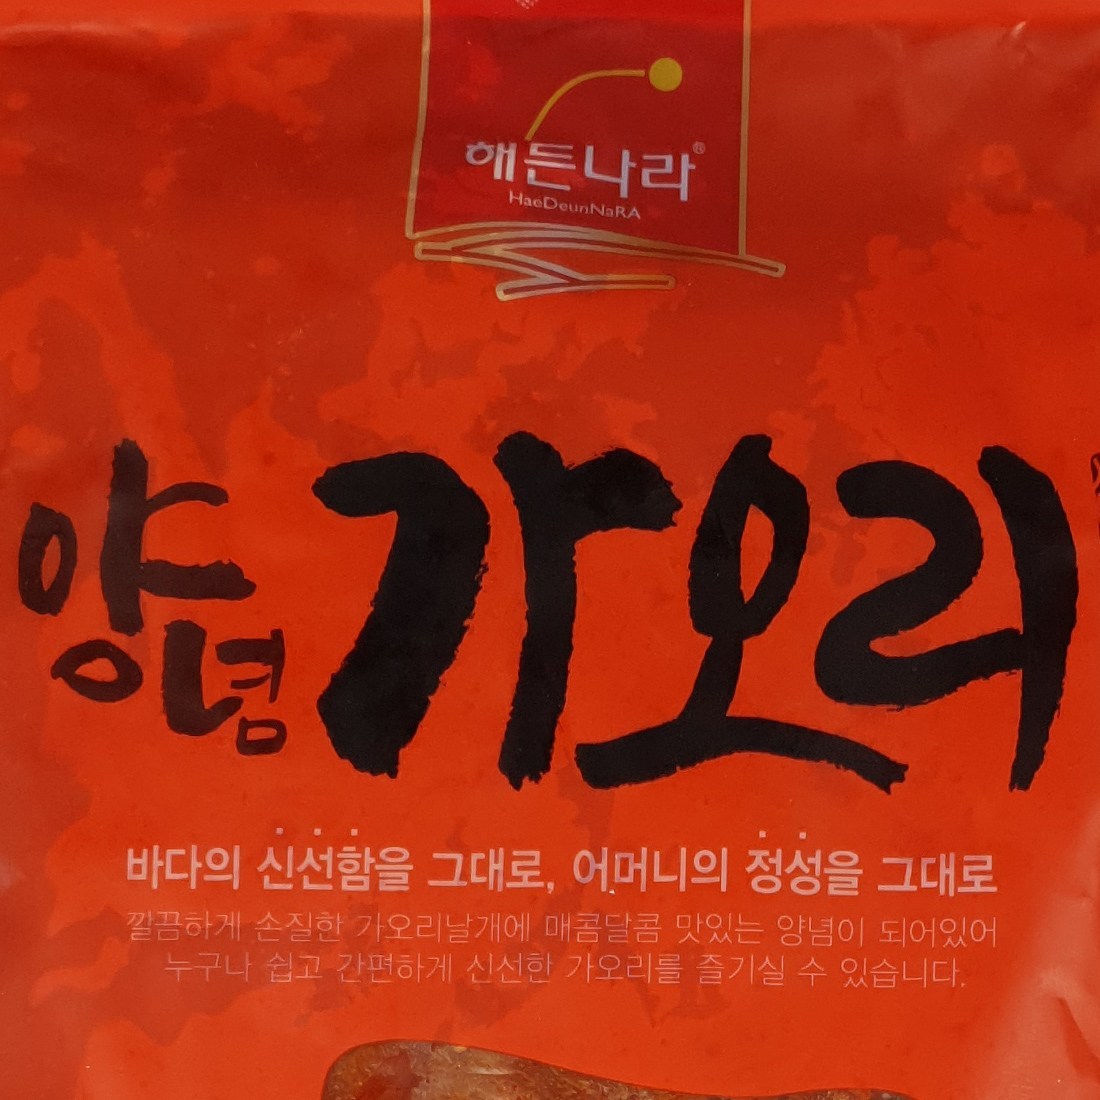 해든나라®
HaeDeunNaRA
양념 가오리
바다의 신선함을 그대로, 어머니의 정성을 그대로
깔끔하게 손질한 가오리날개에 매콤달콤 맛있는 양념이 되어있어
누구나 쉽고 간편하게 신선한 가오리를 즐기실 수 있습니다.